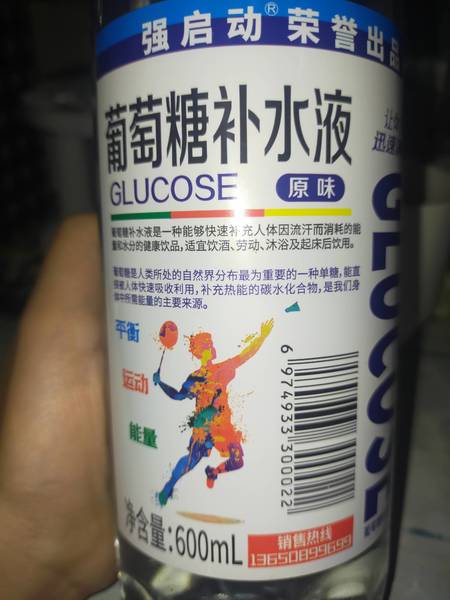 强启动® 荣誉出品
葡萄糖补水液
GLUCOSE
原味
葡萄糖补水液是一种能够快速补充人体因流汗而消耗的能
量和水分的健康饮品,适宜饮酒、劳动、沐浴及起床后饮用。
葡萄糖是人类所处的自然界分布最为重要的一种单糖,能直
接被人体快速吸收利用,补充热能的碳水化合物,是我们身
体中所需能量的主要来源。
平衡
运动
能量
6 974933 300022
净含量:600mL
销售热线
13650899699
迅速
GLUCOSE